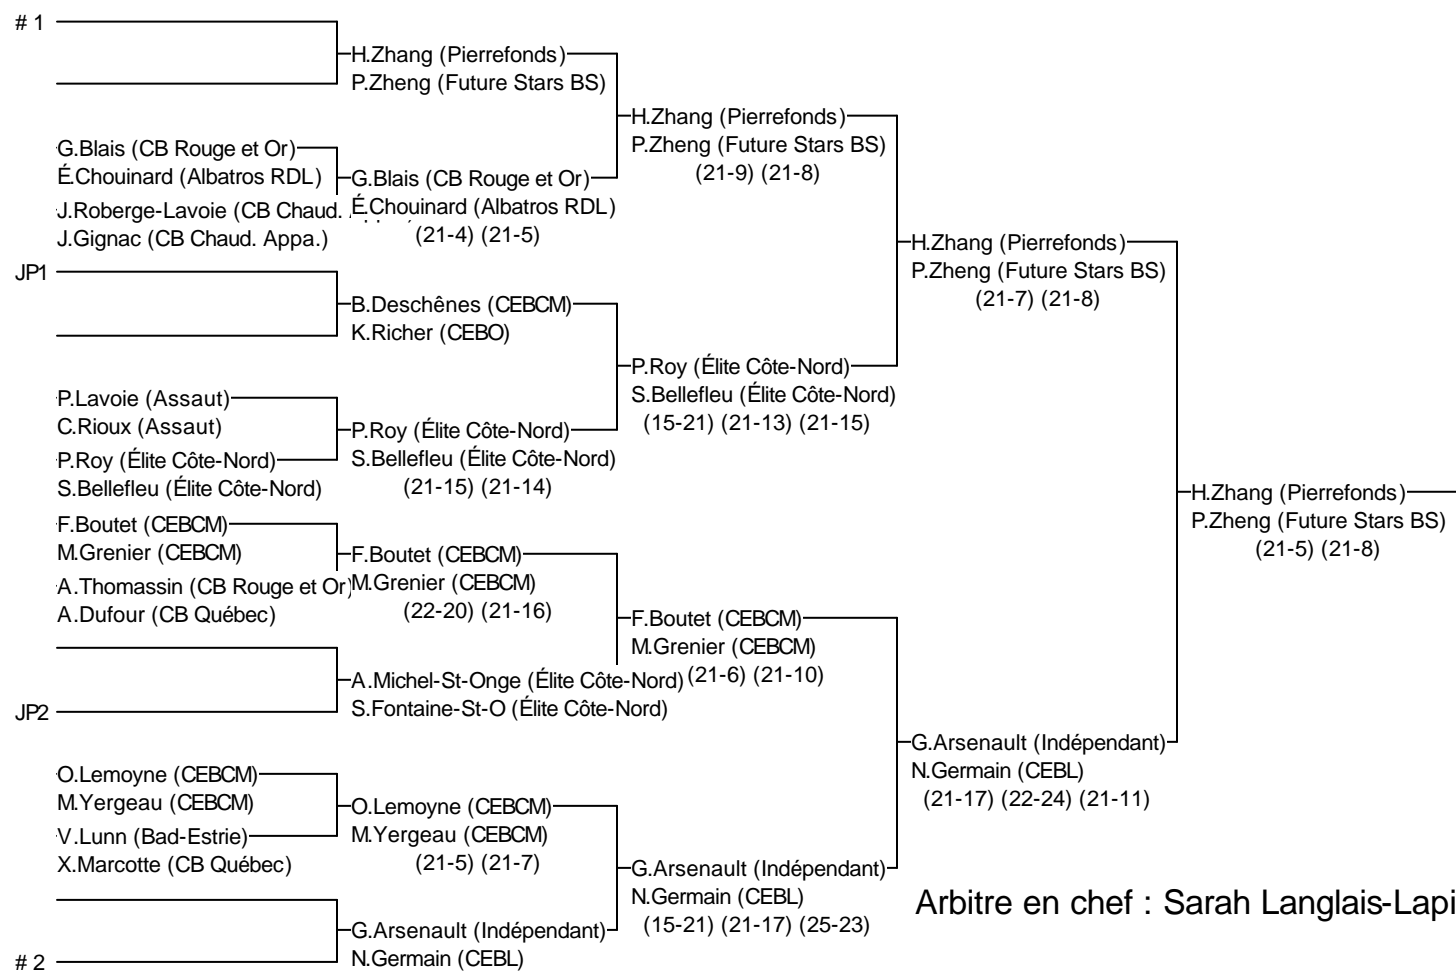 # 1
H.Zhang (Pierrefonds)
P.Zheng (Future Stars BS)
H.Zhang (Pierrefonds)
P.Zheng (Future Stars BS)
(21-9) (21-8)
G.Blais (CB Rouge et Or)
É.Chouinard (Albatros RDL)
G.Blais (CB Rouge et Or)
É.Chouinard (Albatros RDL)
(21-4) (21-5)
J.Roberge-Lavoie (CB Chaud.
J.Gignac (CB Chaud. Appa.)
H.Zhang (Pierrefonds)
P.Zheng (Future Stars BS)
(21-7) (21-8)
JP1
B.Deschênes (CEBCM)
K.Richer (CEBO)
P.Roy (Élite Côte-Nord)
S.Bellefleu (Élite Côte-Nord)
(15-21) (21-13) (21-15)
P.Lavoie (Assaut)
C.Rioux (Assaut)
P.Roy (Élite Côte-Nord)
S.Bellefleu (Élite Côte-Nord)
(21-15) (21-14)
P.Roy (Élite Côte-Nord)
S.Bellefleu (Élite Côte-Nord)
H.Zhang (Pierrefonds)
P.Zheng (Future Stars BS)
(21-5) (21-8)
F.Boutet (CEBCM)
M.Grenier (CEBCM)
F.Boutet (CEBCM)
M.Grenier (CEBCM)
(22-20) (21-16)
A.Thomassin (CB Rouge et Or)
A.Dufour (CB Québec)
F.Boutet (CEBCM)
M.Grenier (CEBCM)
(21-6) (21-10)
A.Michel-St-Onge (Élite Côte-Nord)
S.Fontaine-St-O (Élite Côte-Nord)
JP2
G.Arsenault (Indépendant)
N.Germain (CEBL)
(21-17) (22-24) (21-11)
O.Lemoyne (CEBCM)
M.Yergeau (CEBCM)
O.Lemoyne (CEBCM)
M.Yergeau (CEBCM)
(21-5) (21-7)
V.Lunn (Bad-Estrie)
X.Marcotte (CB Québec)
G.Arsenault (Indépendant)
N.Germain (CEBL)
(15-21) (21-17) (25-23)
Arbitre en chef : Sarah Langlais-Lapi
G.Arsenault (Indépendant)
N.Germain (CEBL)
# 2